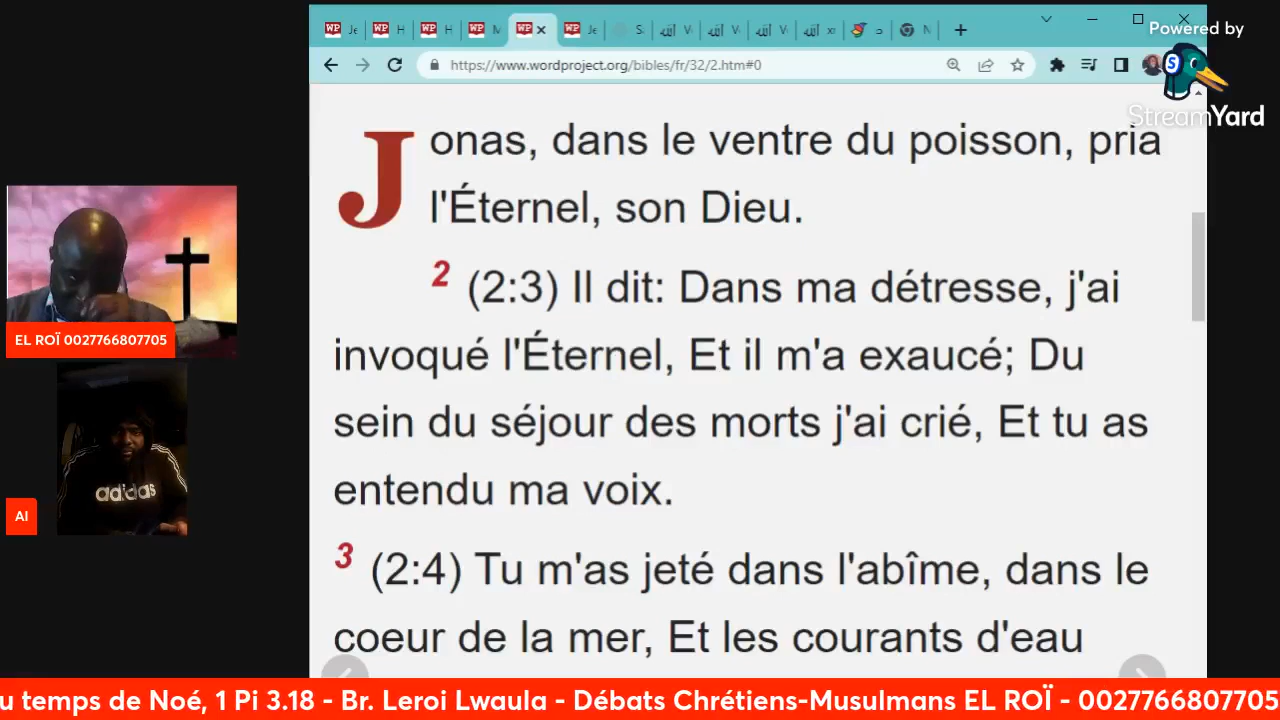 Powered by
StreamYard
https://www.wordproject.org/bibles/fr/32/2.htm#0
Jonas, dans le ventre du poisson, pria
l'Éternel, son Dieu.
2 (2:3) Il dit: Dans ma détresse, j'ai
invoqué l'Éternel, Et il m'a exaucé; Du
sein du séjour des morts j'ai crié, Et tu as
entendu ma voix.
3 (2:4) Tu m'as jeté dans l'abîme, dans le
coeur de la mer, Et les courants d'eau
EL ROÏ 0027766807705
adidas
AI
u temps de Noé, 1 Pi 3.18 - Br. Leroi Lwaula - Débats Chrétiens-Musulmans EL ROÏ - 0027766807705